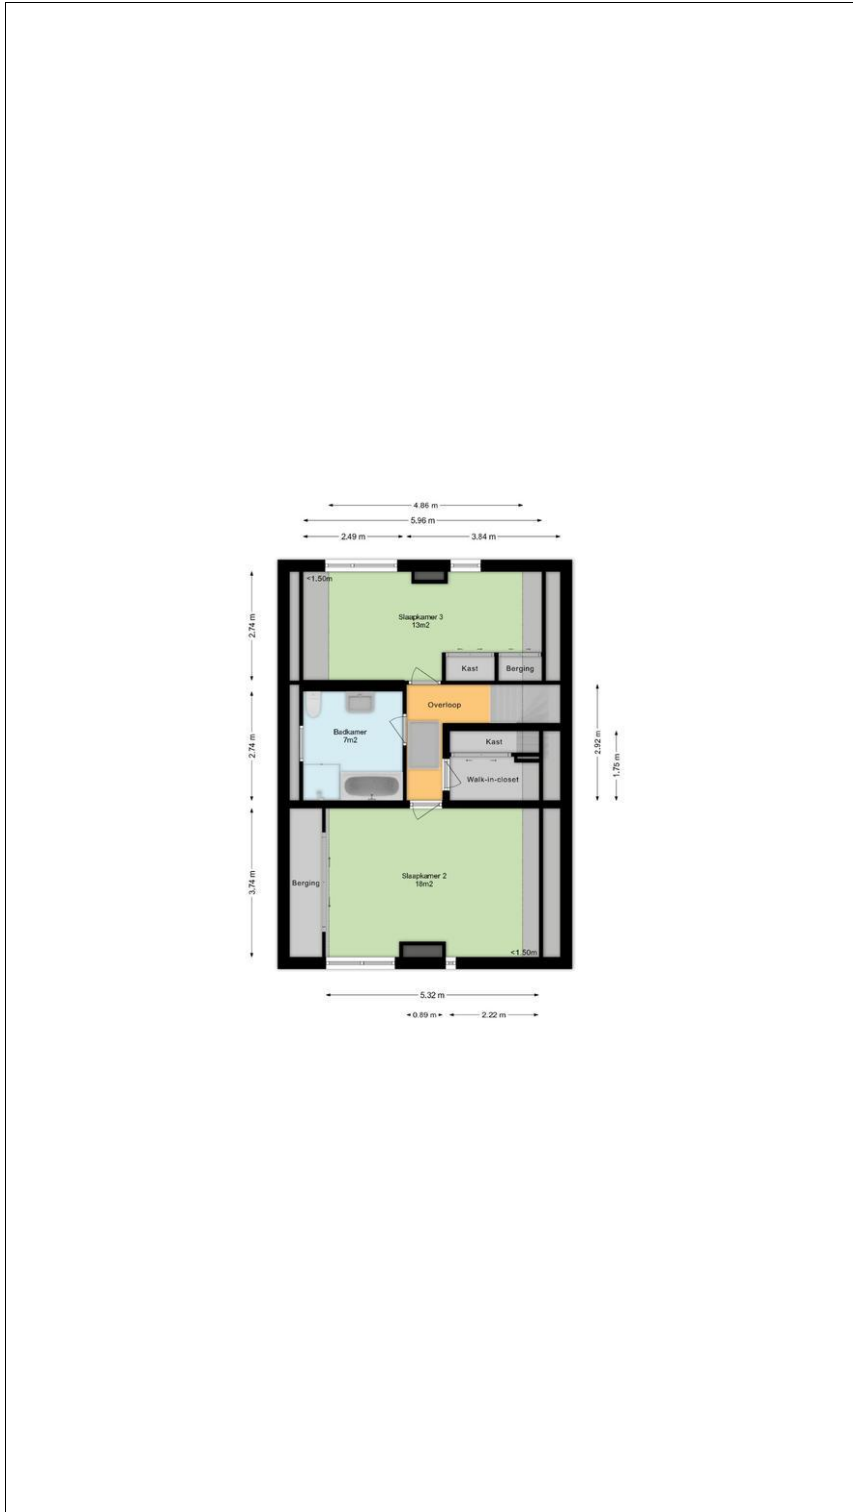 4.86 m
5.96 m
2.49 m
3.84 m
<1.50m
2.74 m
Slaapkamer 3
13m2
Kast
Berging
Overloop
2.74 m
Badkamer
7m2
Kast
2.92 m
1.75 m
Walk-in-closet
3.74 m
Slaapkamer 2
18m2
Berging
<1.50m
5.32 m
0.89 m
2.22 m